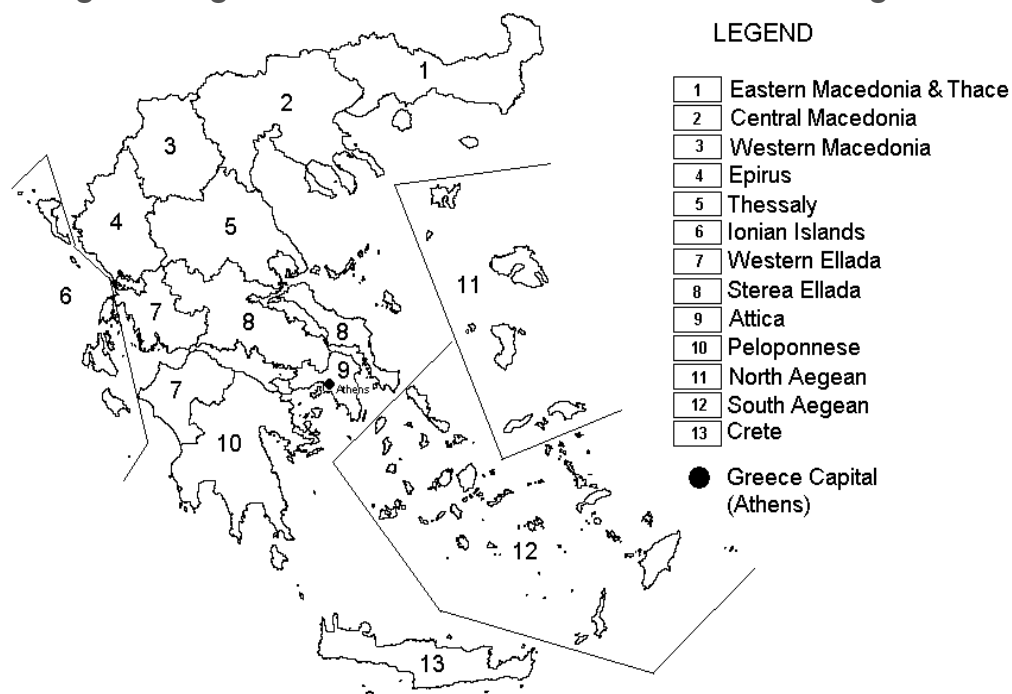 LEGEND
1 Eastern Macedonia & Thace
2 Central Macedonia
3 Western Macedonia
4 Epirus
5 Thessaly
6 Ionian Islands
7 Western Ellada
8 Sterea Ellada
9 Attica
10 Peloponnese
11 North Aegean
12 South Aegean
13 Crete
Greece Capital
(Athens)
1
2
3
4
5
6
7
8
8
9
Athens
7
10
11
12
13